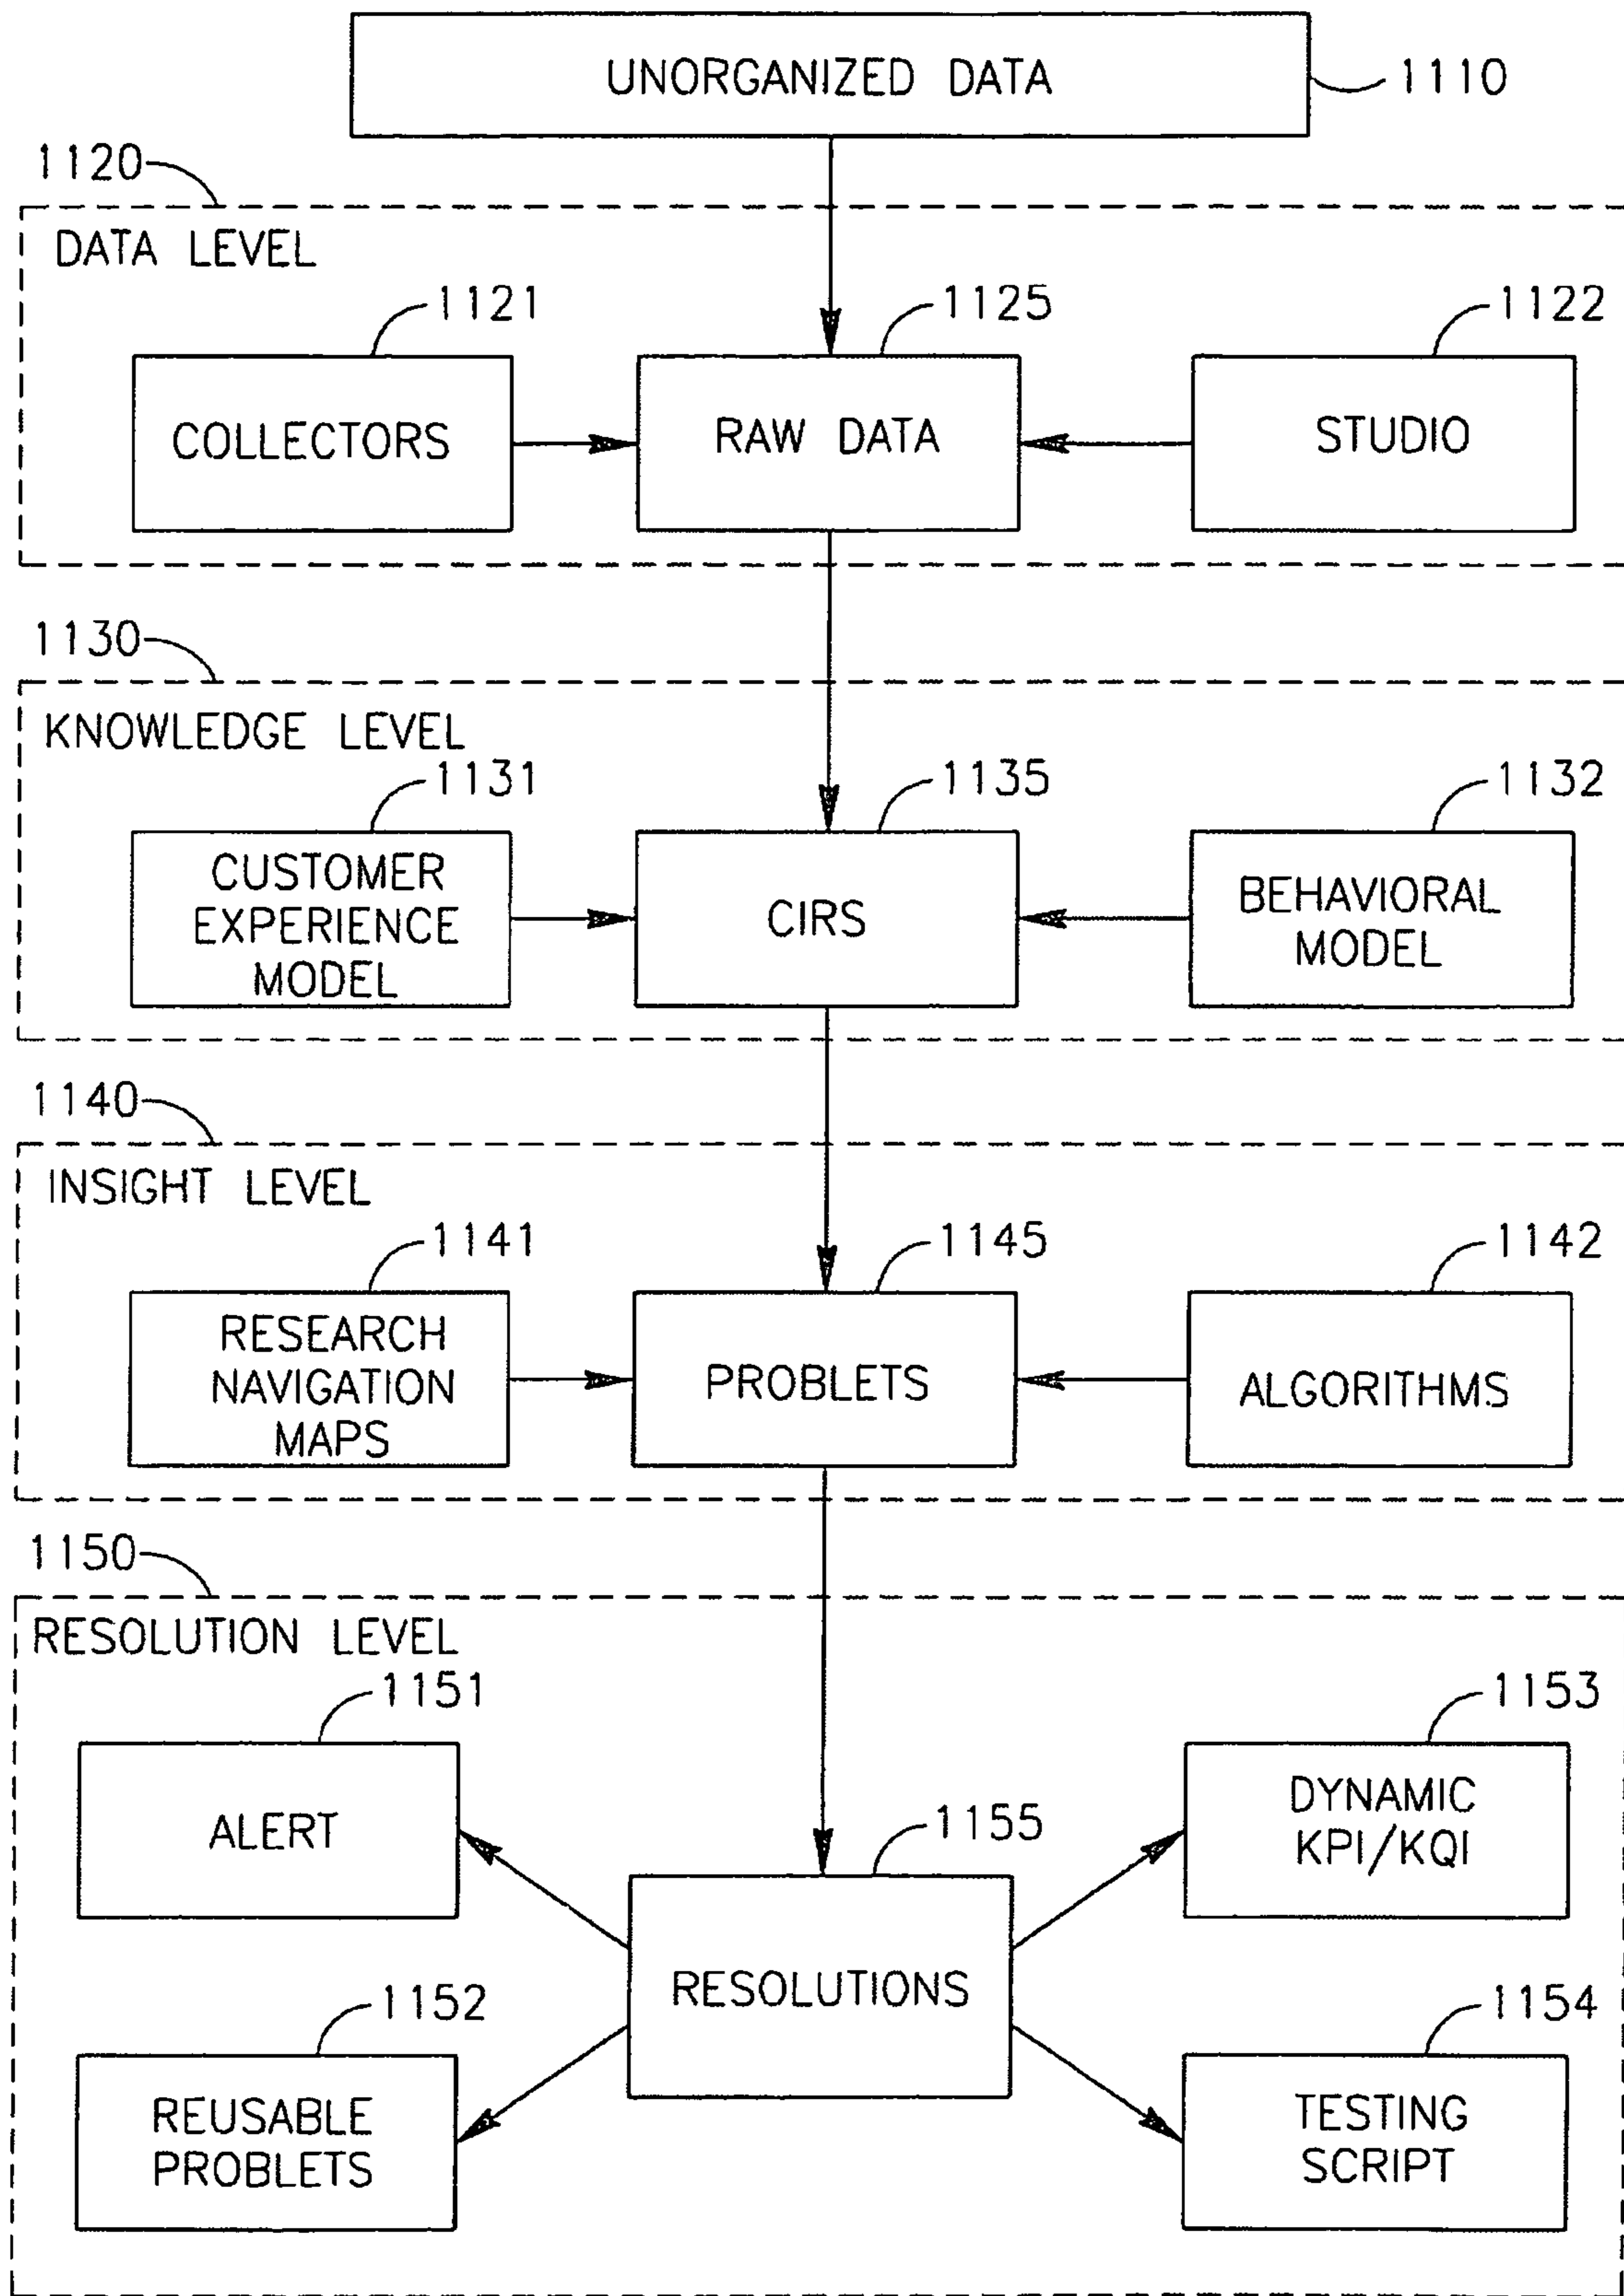 UNORGANIZED DATA
1110
1120
DATA LEVEL
1121
1125
1122
COLLECTORS
RAW DATA
STUDIO
1130
KNOWLEDGE LEVEL
1131
1135
1132
CUSTOMER
EXPERIENCE
MODEL
CIRS
BEHAVIORAL
MODEL
1140
INSIGHT LEVEL
1141
1145
1142
RESEARCH
NAVIGATION
MAPS
PROBLETS
ALGORITHMS
1150
RESOLUTION LEVEL
1151
1153
ALERT
DYNAMIC
KPI/KQI
1155
RESOLUTIONS
1152
1154
REUSABLE
PROBLETS
TESTING
SCRIPT